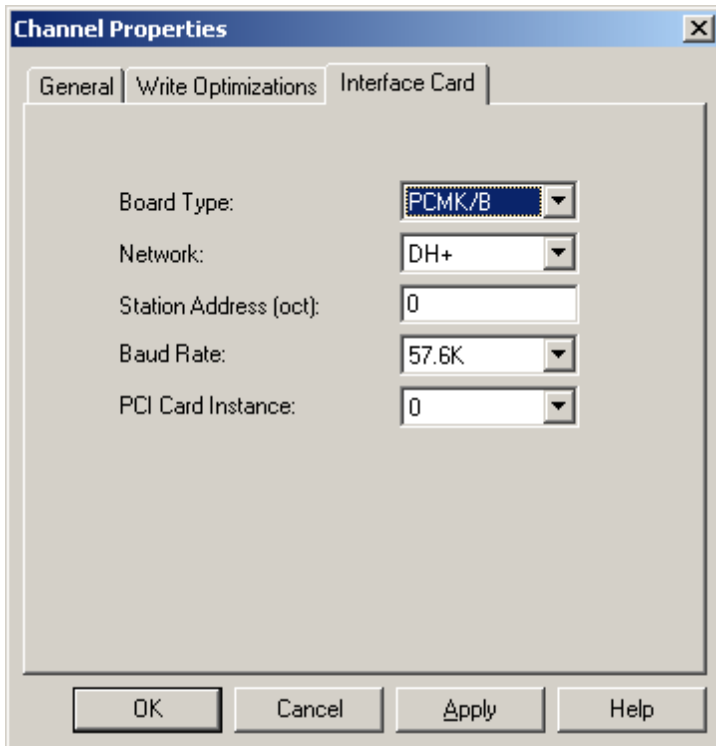 Channel Properties
General Write Optimizations Interface Card
Board Type: PCMK/B
Network: DH+
Station Address (oct): 0
Baud Rate: 57.6K
PCI Card Instance: 0
OK Cancel Apply Help